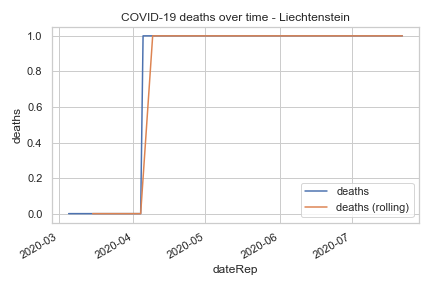 COVID-19 deaths over time - Liechtenstein
deaths
1.0
0.8
0.6
0.4
0.2
0.0
deaths
deaths (rolling)
2020-03
2020-04
2020-05
2020-06
2020-07
dateRep